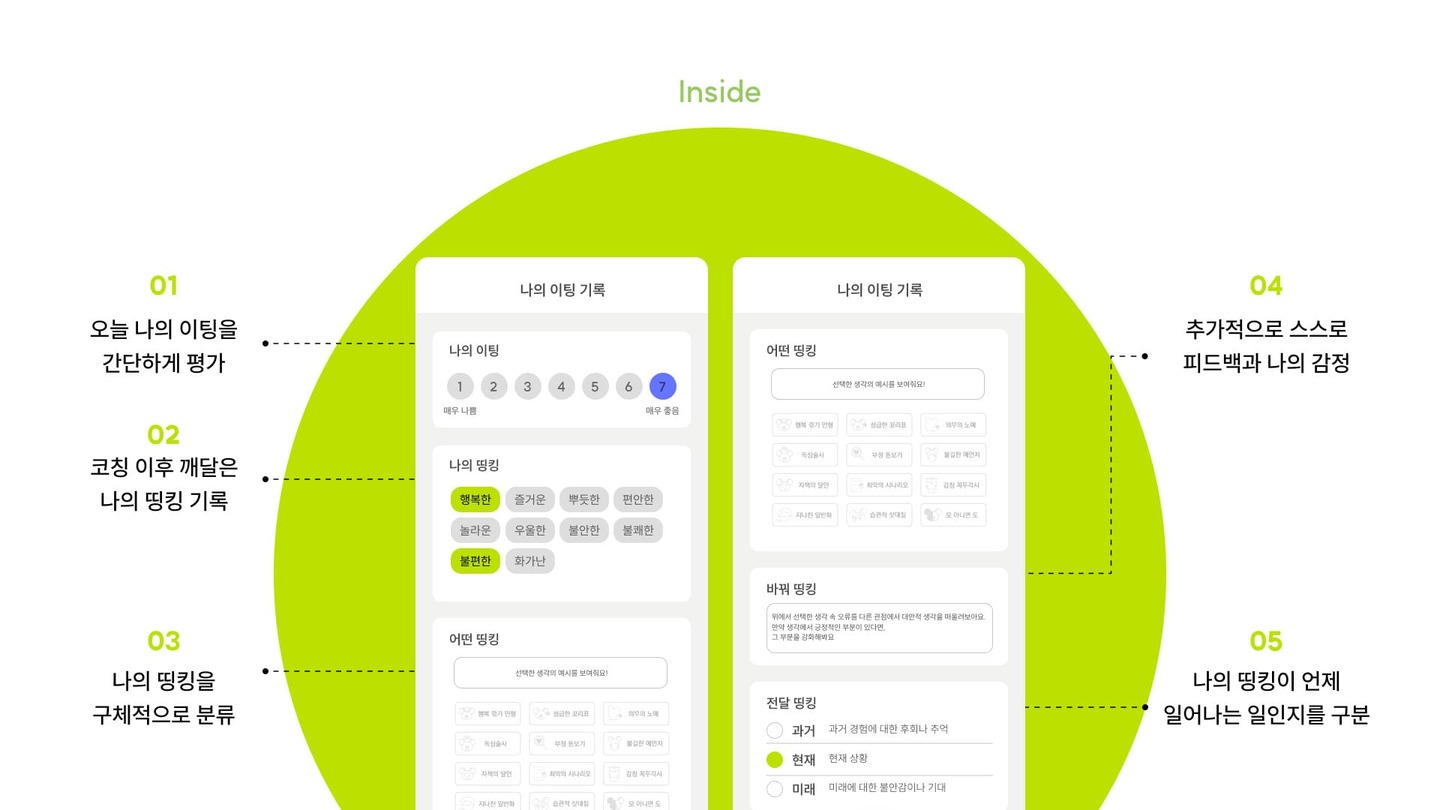 Inside
01
오늘 나의 이팅을
간단하게 평가
02
코칭 이후 깨달은
나의 띵킹 기록
03
나의 띵킹을
구체적으로 분류
나의 이팅 기록
나의 이팅
1 2 3 4 5 6 7
매우 나쁨 매우 좋음
나의 띵킹
행복한 즐거운 뿌듯한 편안한
놀라운 우울한 불안한 불쾌한
불편한 화가난
어떤 띵킹
선택한 생각의 예시를 보여줘요!
행복 깎기 인형 성급한 꼬리표 의무의 노예
독심술사 부정 돋보기 불길한 예언자
자책의 달인 최악의 시나리오 감정 꼭두각시
지나친 일반화 습관적 잣대질 모 아니면 도
나의 이팅 기록
어떤 띵킹
선택한 생각의 예시를 보여줘요!
행복 깎기 인형 성급한 꼬리표 의무의 노예
독심술사 부정 돋보기 불길한 예언자
자책의 달인 최악의 시나리오 감정 꼭두각시
지나친 일반화 습관적 잣대질 모 아니면 도
바꿔 띵킹
위에서 선택한 생각 속 오류를 다른 관점에서 대안적 생각을 떠올려보아요.
만약 생각에서 긍정적인 부분이 있다면,
그 부분을 강화해봐요
전달 띵킹
과거 과거 경험에 대한 후회나 추억
현재 현재 상황
미래 미래에 대한 불안감이나 기대
04
추가적으로 스스로
피드백과 나의 감정
05
나의 띵킹이 언제
일어나는 일인지를 구분